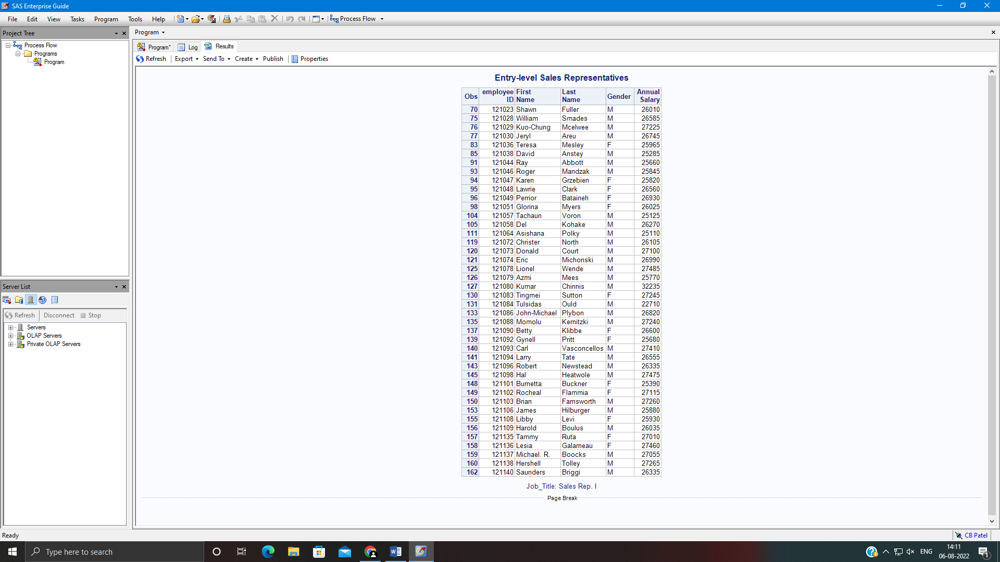 SAS Enterprise Guide
File Edit View Tasks Program Tools Help Process Flow
Project Tree
Process Flow
Programs
Program
Program
Program* Log Results
Refresh Export Send To Create Publish Properties
Entry-level Sales Representatives
Obs employee ID First Name Last Name Gender Annual Salary
70 121023 Shawn Fuller M 26010
75 121028 William Smades M 26585
76 121029 Kuo-Chung Mcelwee M 27225
77 121030 Jeryl Areu M 26745
83 121036 Teresa Mesley F 25965
85 121038 David Anstey M 25285
91 121044 Ray Abbott M 25660
93 121046 Roger Mandzak M 25845
94 121047 Karen Grzebien F 25820
95 121048 Lawrie Clark F 26560
96 121049 Perrior Bataineh F 26930
98 121051 Glorina Myers F 26025
104 121057 Tachaun Voron M 25125
105 121058 Del Kohake M 26270
111 121064 Asishana Polky M 25110
119 121072 Christer North M 26105
120 121073 Donald Court M 27100
121 121074 Eric Michonski M 26990
125 121078 Lionel Wende M 27485
126 121079 Azmi Mees M 25770
127 121080 Kumar Chinnis M 32235
130 121083 Tingmei Sutton F 27245
131 121084 Tulsidas Ould M 22710
133 121086 John-Michael Plybon M 26820
135 121088 Momolu Kernitzki M 27240
137 121090 Betty Klibbe F 26600
139 121092 Gynell Pritt F 25680
140 121093 Carl Vasconcellos M 27410
141 121094 Larry Tate M 26555
143 121096 Robert Newstead M 26335
145 121098 Hal Heatwole M 27475
148 121101 Burnetta Buckner F 25390
149 121102 Rocheal Flammia F 27115
150 121103 Brian Farnsworth M 27260
153 121106 James Hilburger M 25880
155 121108 Libby Levi F 25930
156 121109 Harold Boulus M 26035
157 121135 Tammy Ruta F 27010
158 121136 Lesia Galarneau F 27460
159 121137 Michael. R. Boocks M 27055
160 121138 Hershell Tolley M 27265
162 121140 Saunders Briggi M 26335
Job_Title: Sales Rep. I
Page Break
Server List
Refresh Disconnect Stop
Servers
OLAP Servers
Private OLAP Servers
Ready
CB Patel
Type here to search
ENG
14:11
06-08-2022
1